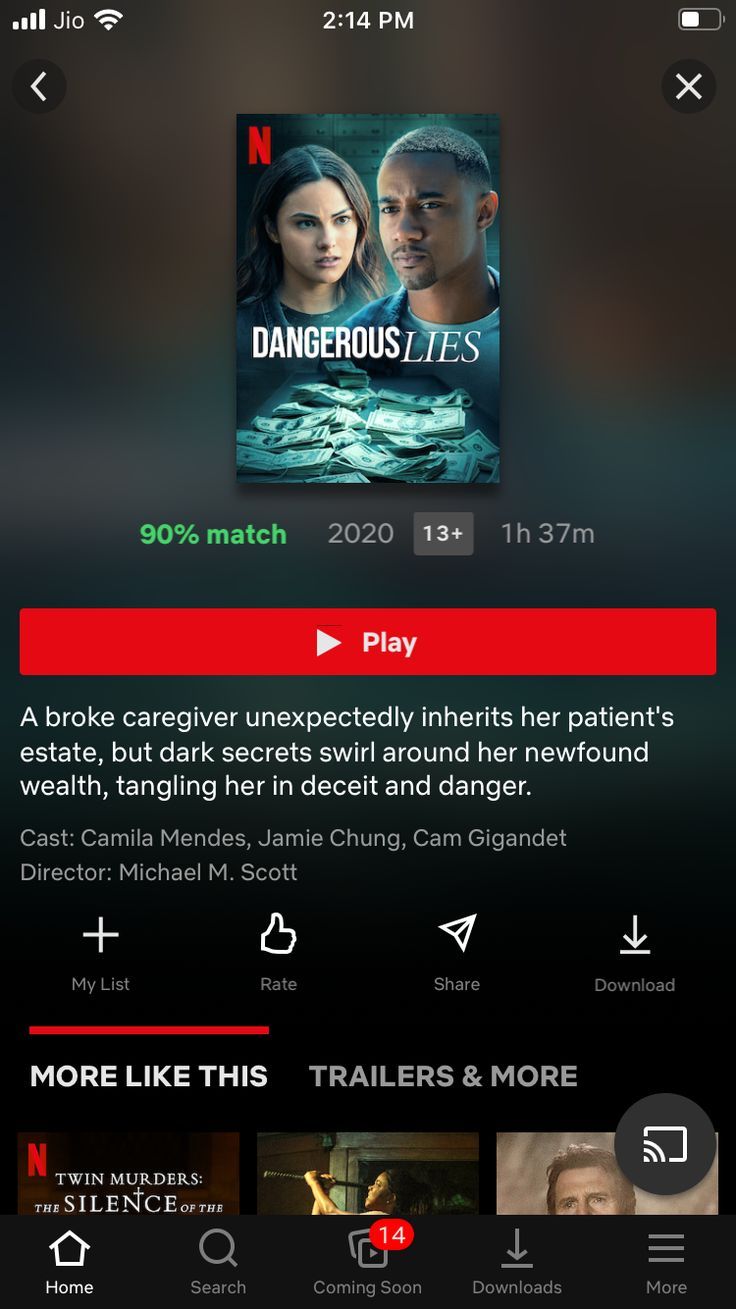 Jio
2:14 PM
N
DANGEROUS LIES
90% match 2020 13+ 1h 37m
Play
A broke caregiver unexpectedly inherits her patient's
estate, but dark secrets swirl around her newfound
wealth, tangling her in deceit and danger.
Cast: Camila Mendes, Jamie Chung, Cam Gigandet
Director: Michael M. Scott
My List Rate Share Download
MORE LIKE THIS TRAILERS & MORE
N
TWIN MURDERS:
THE SILENCE OF THE
14
Home Search Coming Soon Downloads More